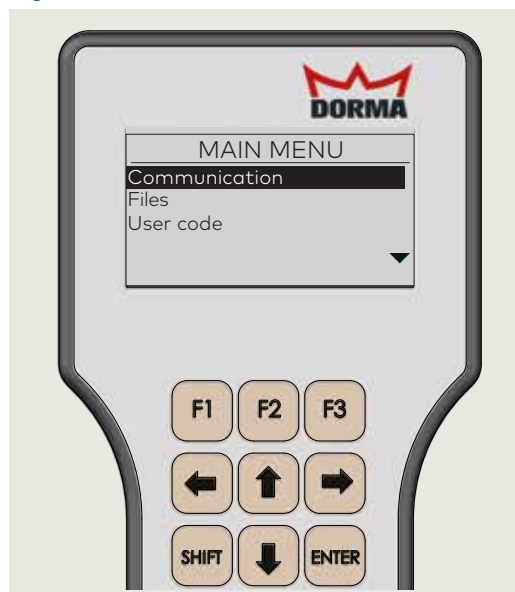 DORMA
MAIN MENU
Communication
Files
User code
F1 F2 F3
SHIFT ENTER